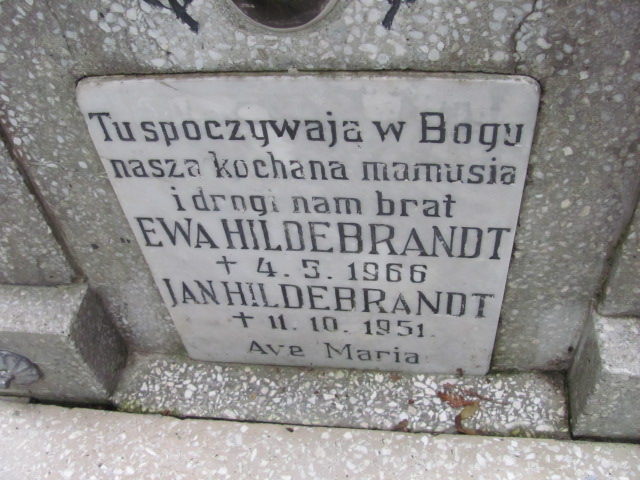 Tu spoczywają w Bogu
nasza kochana mamusia
i drogi nam brat
EWA HILDEBRANDT
+ 4. 5. 1966
JAN HILDEBRANDT
+ 11. 10. 1951.
Ave Maria